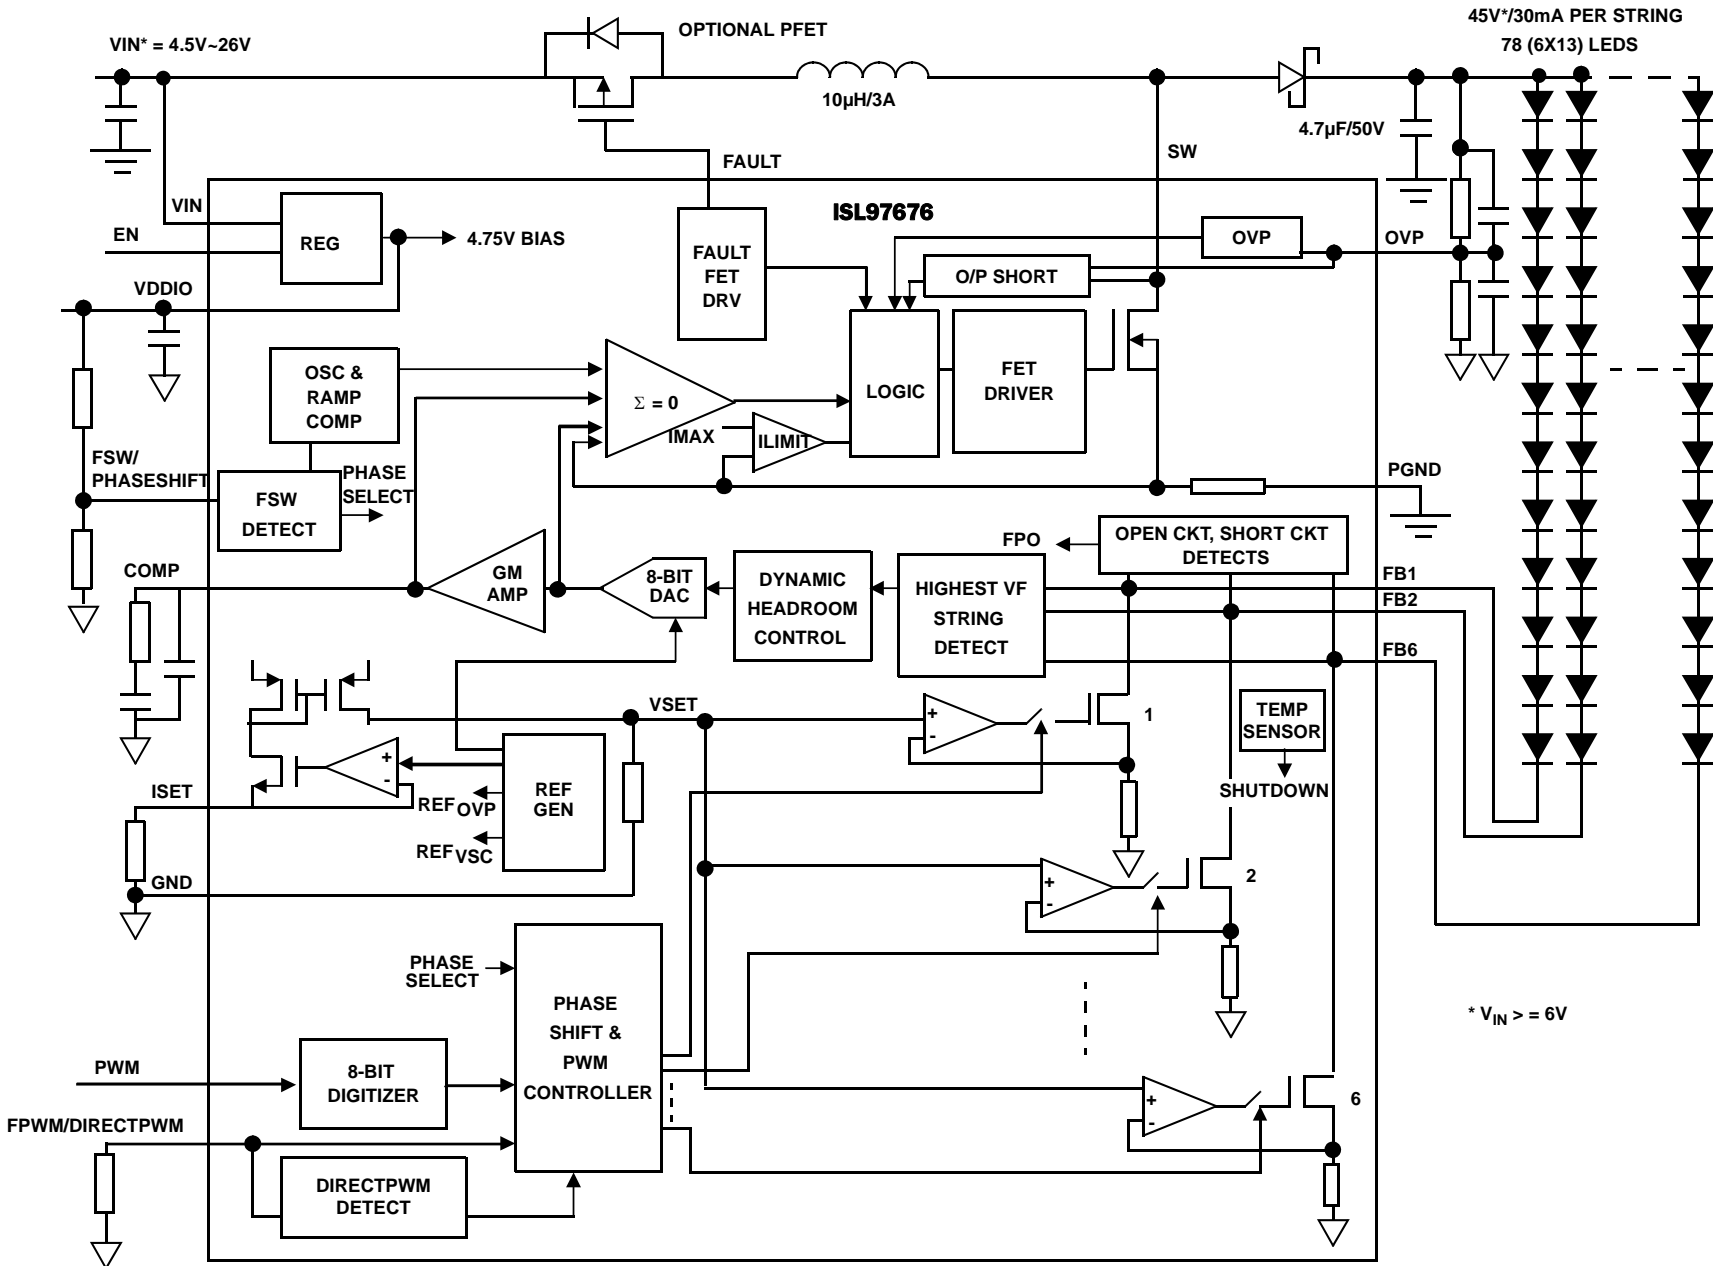 45V*/30mA PER STRING
78 (6X13) LEDS
VIN* = 4.5V~26V
OPTIONAL PFET
10µH/3A
4.7µF/50V
FAULT
SW
VIN
EN
REG
4.75V BIAS
FAULT
FET
DRV
ISL97676
OVP
OVP
O/P SHORT
VDDIO
OSC &
RAMP
COMP
Σ = 0
LOGIC
FET
DRIVER
IMAX
ILIMIT
FSW/
PHASESHIFT
PHASE
SELECT
FSW
DETECT
PGND
FPO
OPEN CKT, SHORT CKT
DETECTS
COMP
GM
AMP
8-BIT
DAC
DYNAMIC
HEADROOM
CONTROL
HIGHEST VF
STRING
DETECT
FB1
FB2
FB6
VSET
+
-
1
TEMP
SENSOR
SHUTDOWN
+
-
ISET
REF OVP
REF VSC
REF
GEN
GND
+
-
2
PHASE
SELECT
PHASE
SHIFT &
PWM
CONTROLLER
* VIN > = 6V
PWM
8-BIT
DIGITIZER
+
-
6
FPWM/DIRECTPWM
DIRECTPWM
DETECT